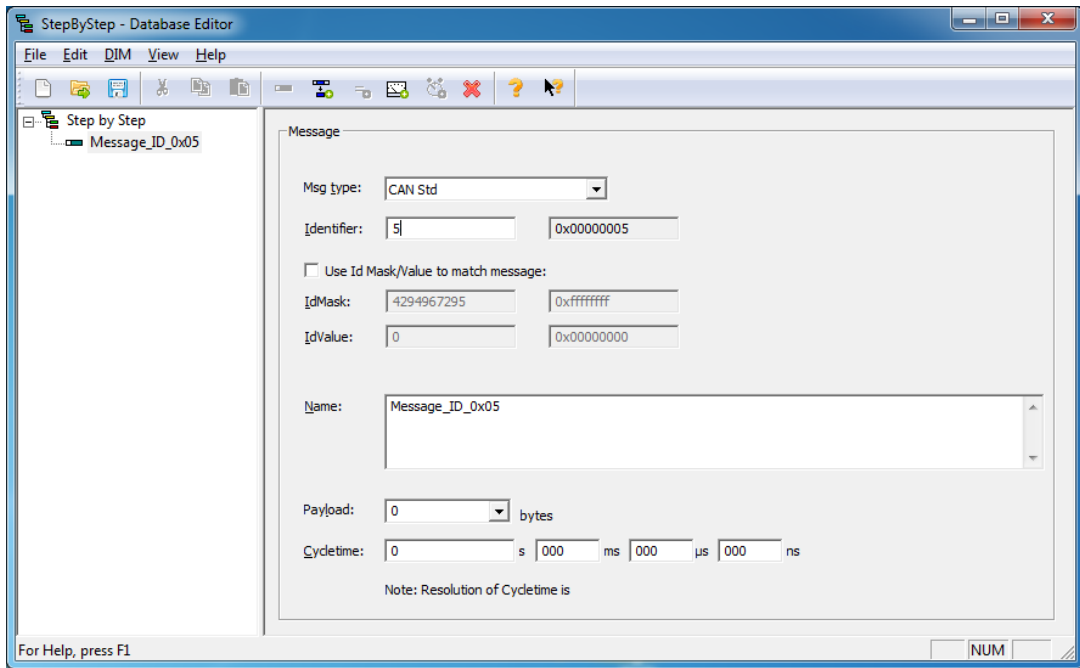 StepByStep - Database Editor
File Edit DIM View Help
Step by Step
Message_ID_0x05
Message
Msg type: CAN Std
Identifier: 5 0x00000005
Use Id Mask/Value to match message:
IdMask: 4294967295 0xffffffff
IdValue: 0 0x00000000
Name: Message_ID_0x05
Payload: 0 bytes
Cycletime: 0 s 000 ms 000 µs 000 ns
Note: Resolution of Cycletime is
For Help, press F1 NUM